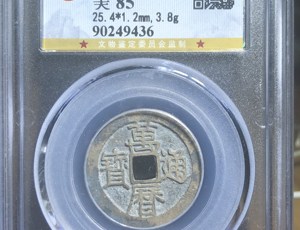 美 85
25.4*1.2mm,3.8g
90249436
★ 文物鉴定委员会监制 ★
萬曆通寶